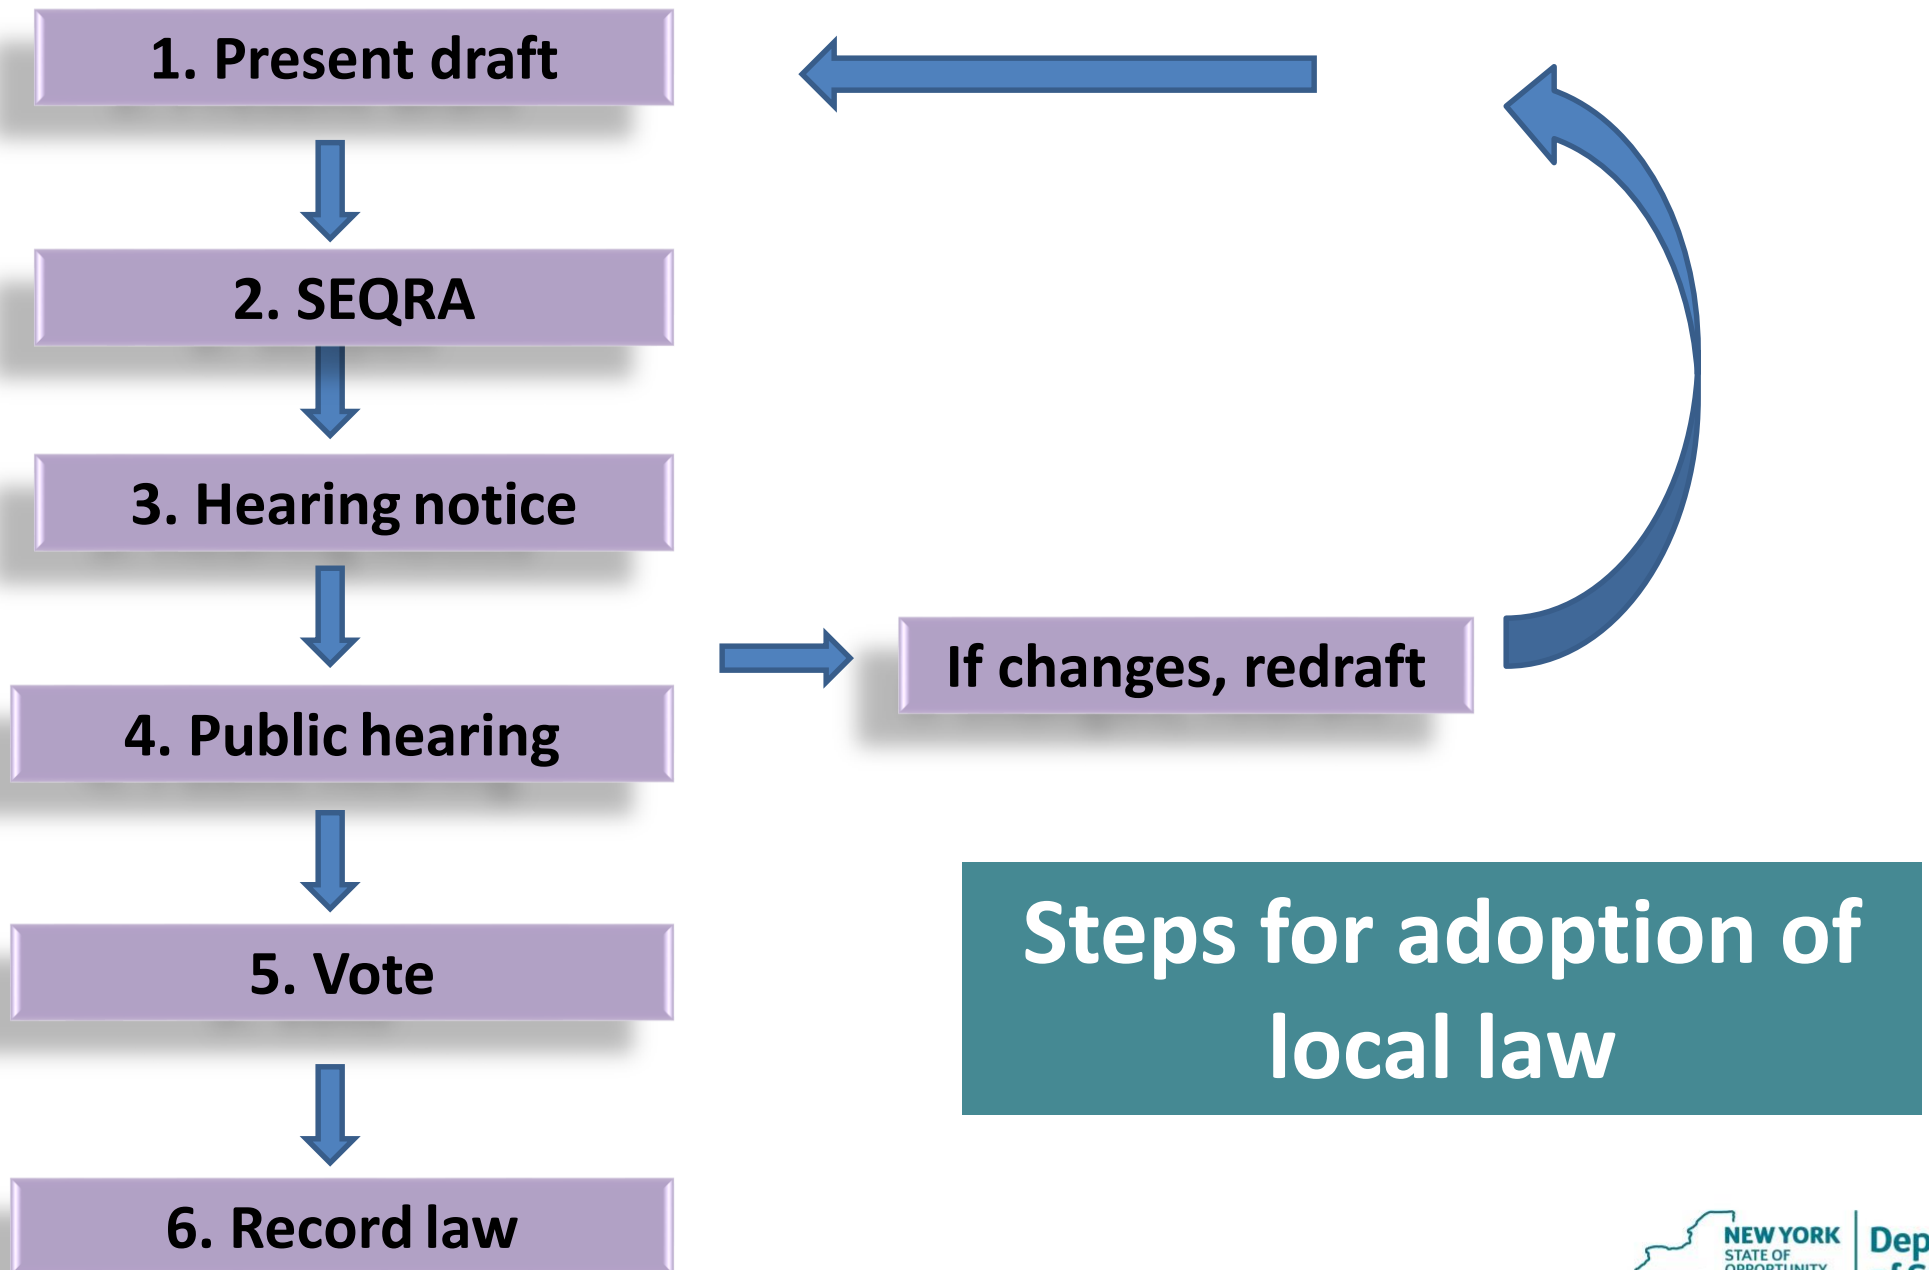 1. Present draft
2. SEQRA
3. Hearing notice
If changes, redraft
4. Public hearing
5. Vote
Steps for adoption of
local law
6. Record law
NEW YORK
STATE OF
OPPORTUNITY